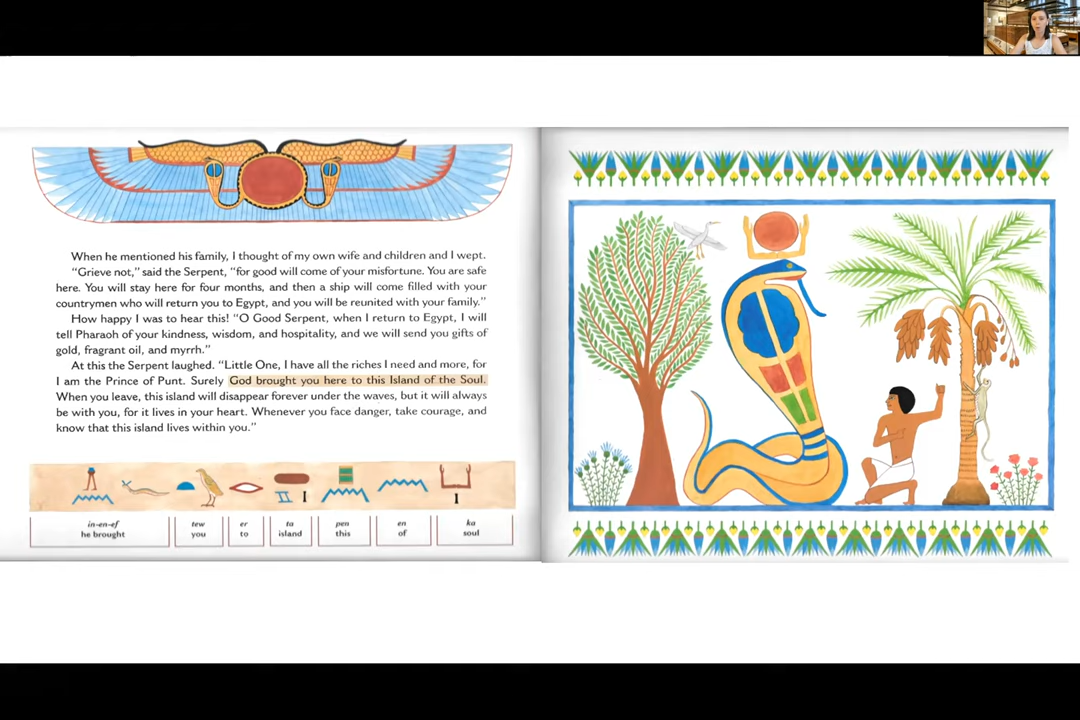 When he mentioned his family, I thought of my own wife and children and I wept.
"Grieve not," said the Serpent, "for good will come of your misfortune. You are safe
here. You will stay here for four months, and then a ship will come filled with your
countrymen who will return you to Egypt, and you will be reunited with your family."
How happy I was to hear this! "O Good Serpent, when I return to Egypt, I will
tell Pharaoh of your kindness, wisdom, and hospitality, and we will send you gifts of
gold, fragrant oil, and myrrh."
At this the Serpent laughed. "Little One, I have all the riches I need and more, for
I am the Prince of Punt. Surely God brought you here to this Island of the Soul.
When you leave, this island will disappear forever under the waves, but it will always
be with you, for it lives in your heart. Whenever you face danger, take courage, and
know that this island lives within you."
in-en-ef tew er ta pen en ka
he brought you to island this of soul